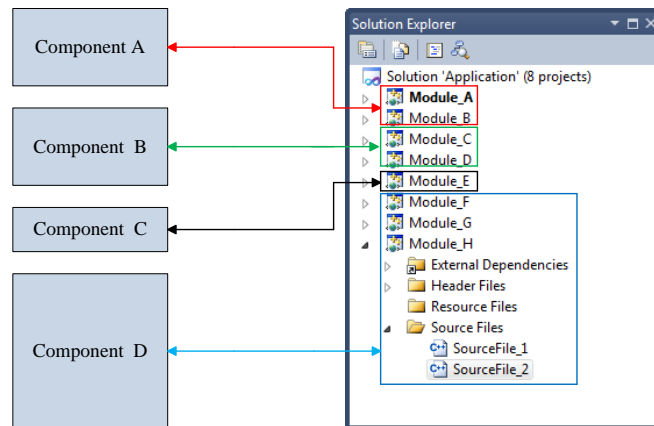 Component A
Component B
Component C
Component D
Solution Explorer
Solution 'Application' (8 projects)
Module_A
Module_B
Module_C
Module_D
Module_E
Module_F
Module_G
Module_H
External Dependencies
Header Files
Resource Files
Source Files
C++ SourceFile_1
C++ SourceFile_2